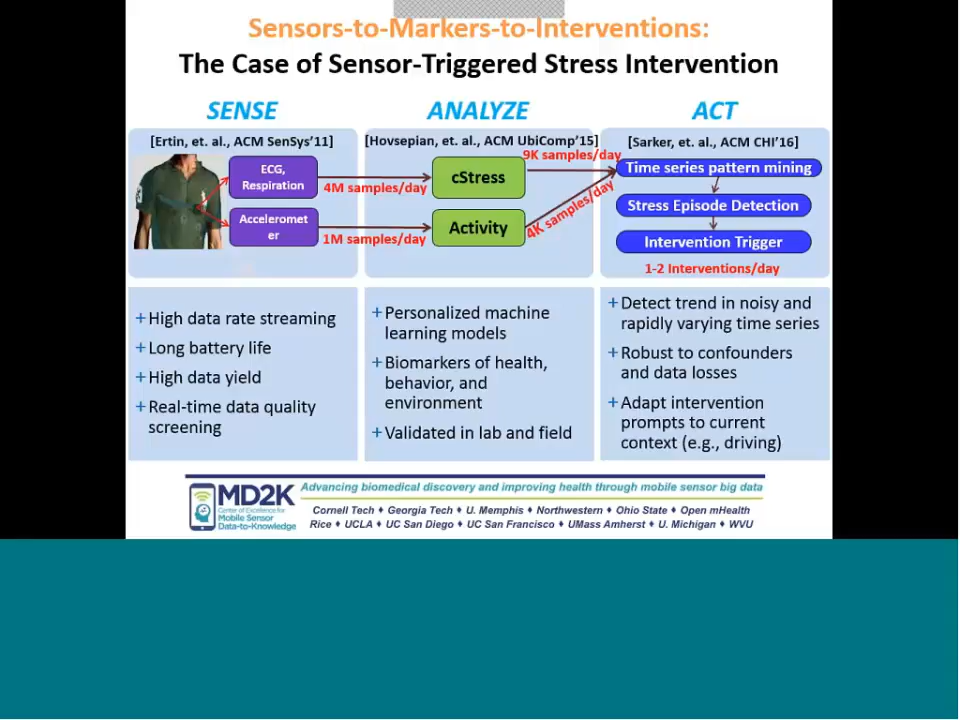 Sensors-to-Markers-to-Interventions:
The Case of Sensor-Triggered Stress Intervention
SENSE
[Ertin, et. al., ACM SenSys'11]
ECG,
Respiration
4M samples/day
Acceleromet
er
1M samples/day
+High data rate streaming
+Long battery life
+High data yield
+Real-time data quality
screening
ANALYZE
[Hovsepian, et. al., ACM UbiComp'15]
9K samples/day
cStress
Activity
4K samples/day
+Personalized machine
learning models
+Biomarkers of health,
behavior, and
environment
+Validated in lab and field
ACT
[Sarker, et. al., ACM CHI'16]
Time series pattern mining
Stress Episode Detection
Intervention Trigger
1-2 Interventions/day
+Detect trend in noisy and
rapidly varying time series
+Robust to confounders
and data losses
+Adapt intervention
prompts to current
context (e.g., driving)
MD2K
Center of Excellence for
Mobile Sensor
Data-to-Knowledge
Advancing biomedical discovery and improving health through mobile sensor big data
Cornell Tech ♦ Georgia Tech ♦ U. Memphis ♦ Northwestern ♦ Ohio State ♦ Open mHealth
Rice ♦ UCLA ♦ UC San Diego ♦ UC San Francisco ♦ UMass Amherst ♦ U. Michigan ♦ WVU